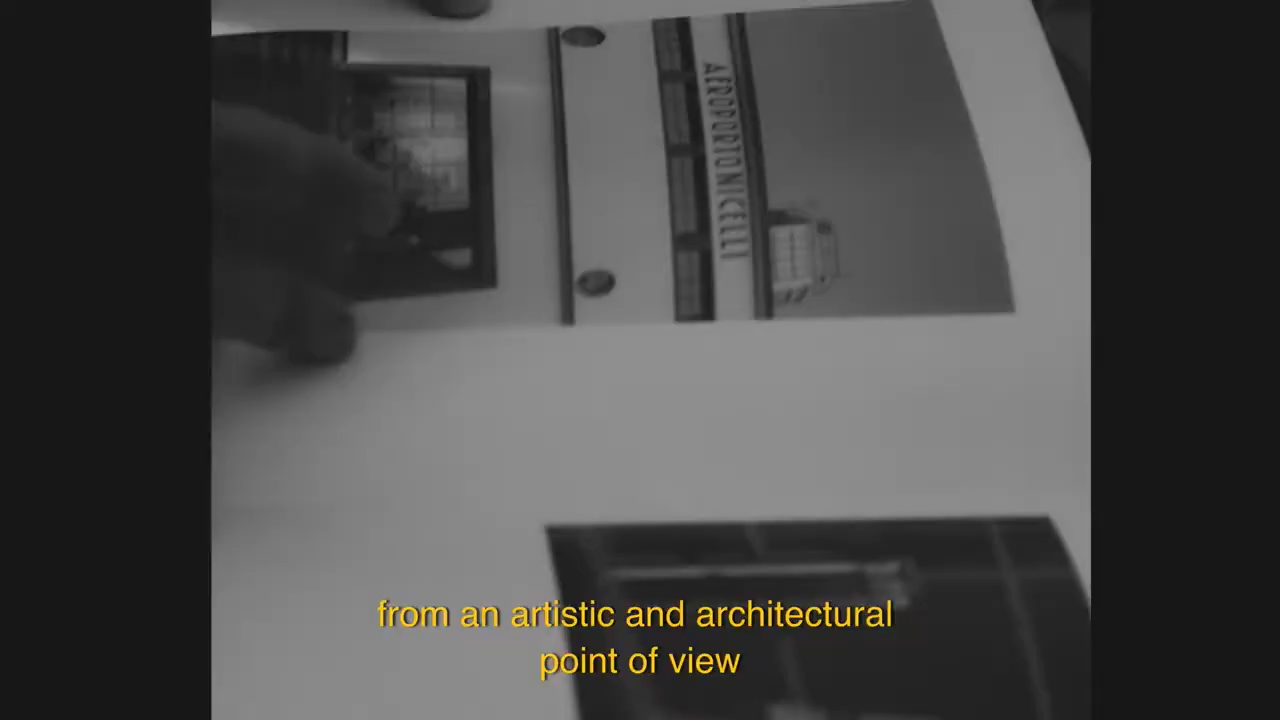 AEROPORTO NICELLI
from an artistic and architectural
point of view